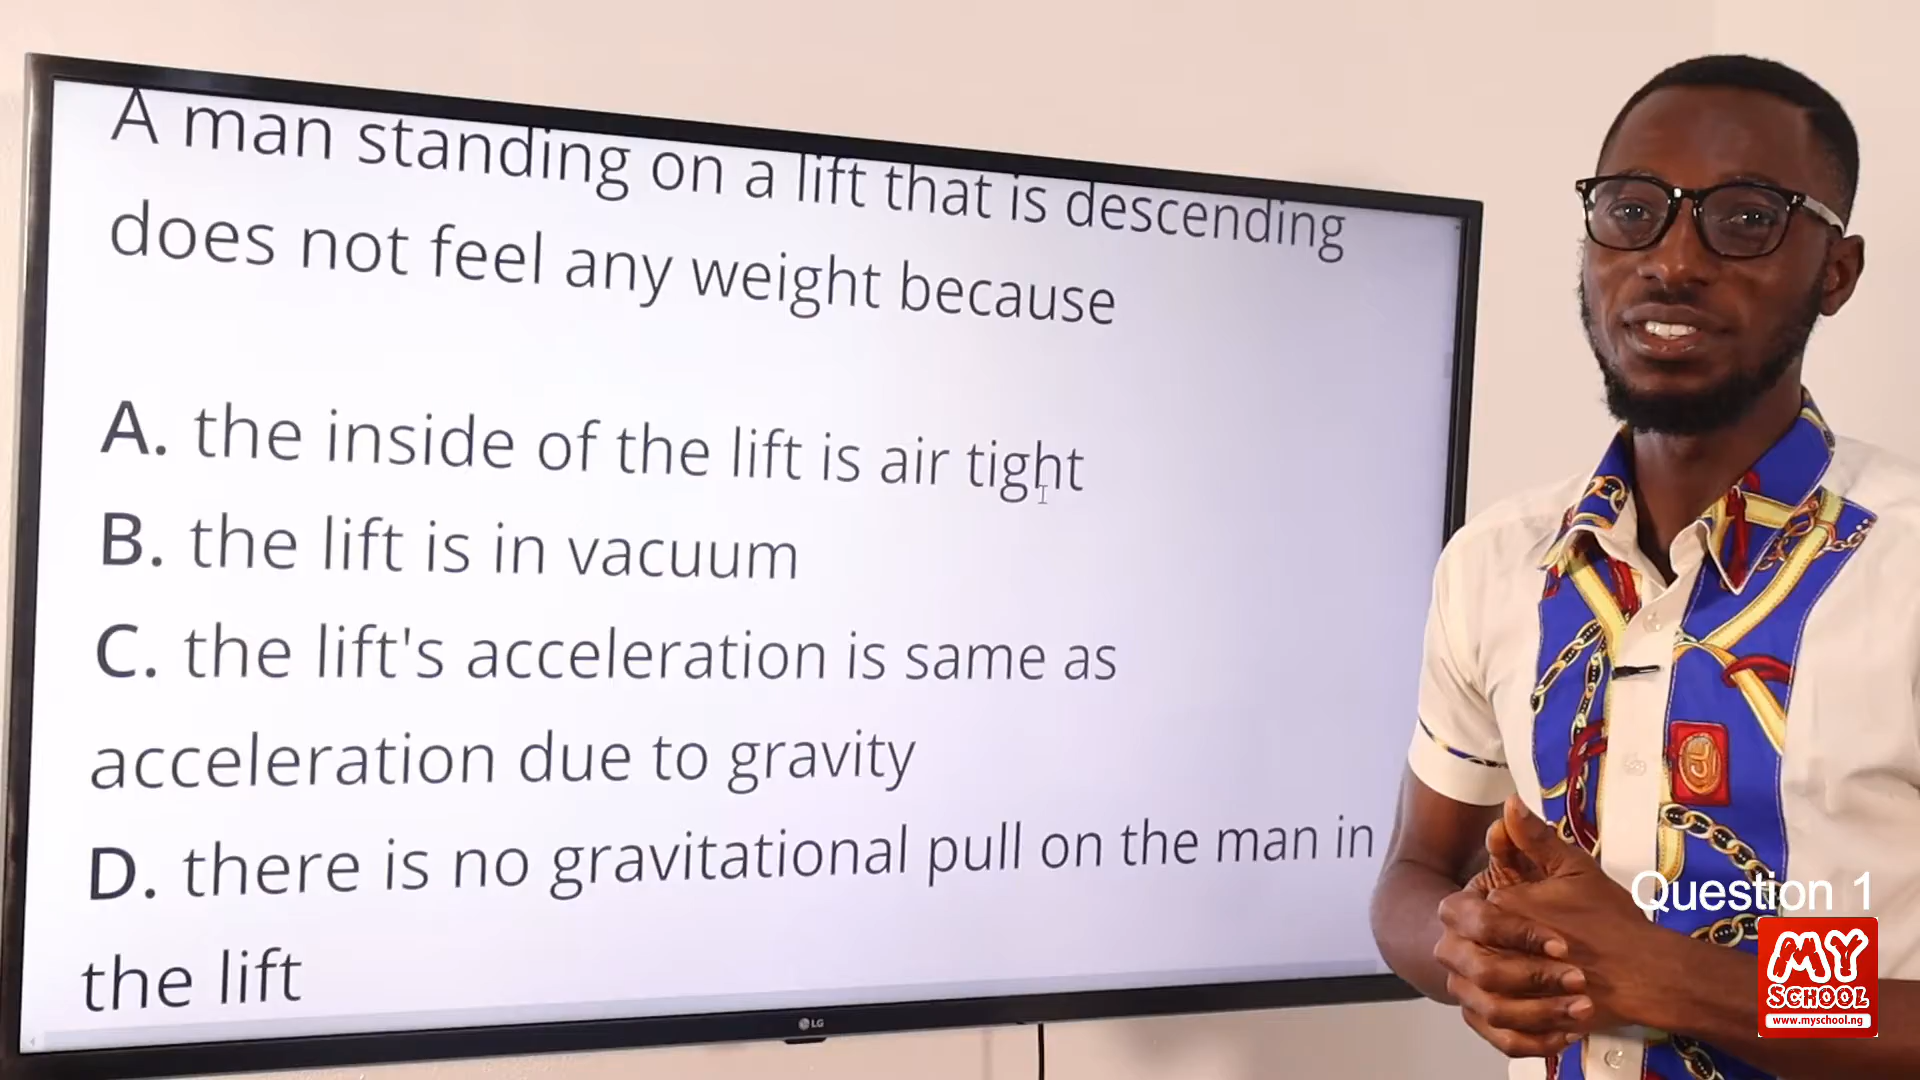 A man standing on a lift that is descending
does not feel any weight because
A. the inside of the lift is air tight
B. the lift is in vacuum
C. the lift's acceleration is same as
acceleration due to gravity
D. there is no gravitational pull on the man in
the lift
LG
Question 1
MY
SCHOOL
www.myschool.ng